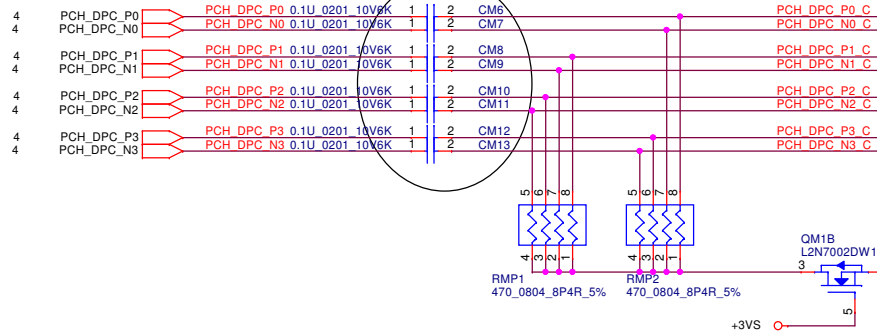 4 PCH_DPC_P0 PCH_DPC_P0 0.1U_0201_10V6K 1 2 CM6 PCH_DPC_P0_C
4 PCH_DPC_N0 PCH_DPC_N0 0.1U_0201_10V6K 1 2 CM7 PCH_DPC_N0_C
4 PCH_DPC_P1 PCH_DPC_P1 0.1U_0201_10V6K 1 2 CM8 PCH_DPC_P1_C
4 PCH_DPC_N1 PCH_DPC_N1 0.1U_0201_10V6K 1 2 CM9 PCH_DPC_N1_C
4 PCH_DPC_P2 PCH_DPC_P2 0.1U_0201_10V6K 1 2 CM10 PCH_DPC_P2_C
4 PCH_DPC_N2 PCH_DPC_N2 0.1U_0201_10V6K 1 2 CM11 PCH_DPC_N2_C
4 PCH_DPC_P3 PCH_DPC_P3 0.1U_0201_10V6K 1 2 CM12 PCH_DPC_P3_C
4 PCH_DPC_N3 PCH_DPC_N3 0.1U_0201_10V6K 1 2 CM13 PCH_DPC_N3_C
5 6 7 8 5 6 7 8
4 3 2 1 4 3 2 1
RMP1 RMP2
470_0804_8P4R_5% 470_0804_8P4R_5%
QM1B
L2N7002DW1
3
5
+3VS